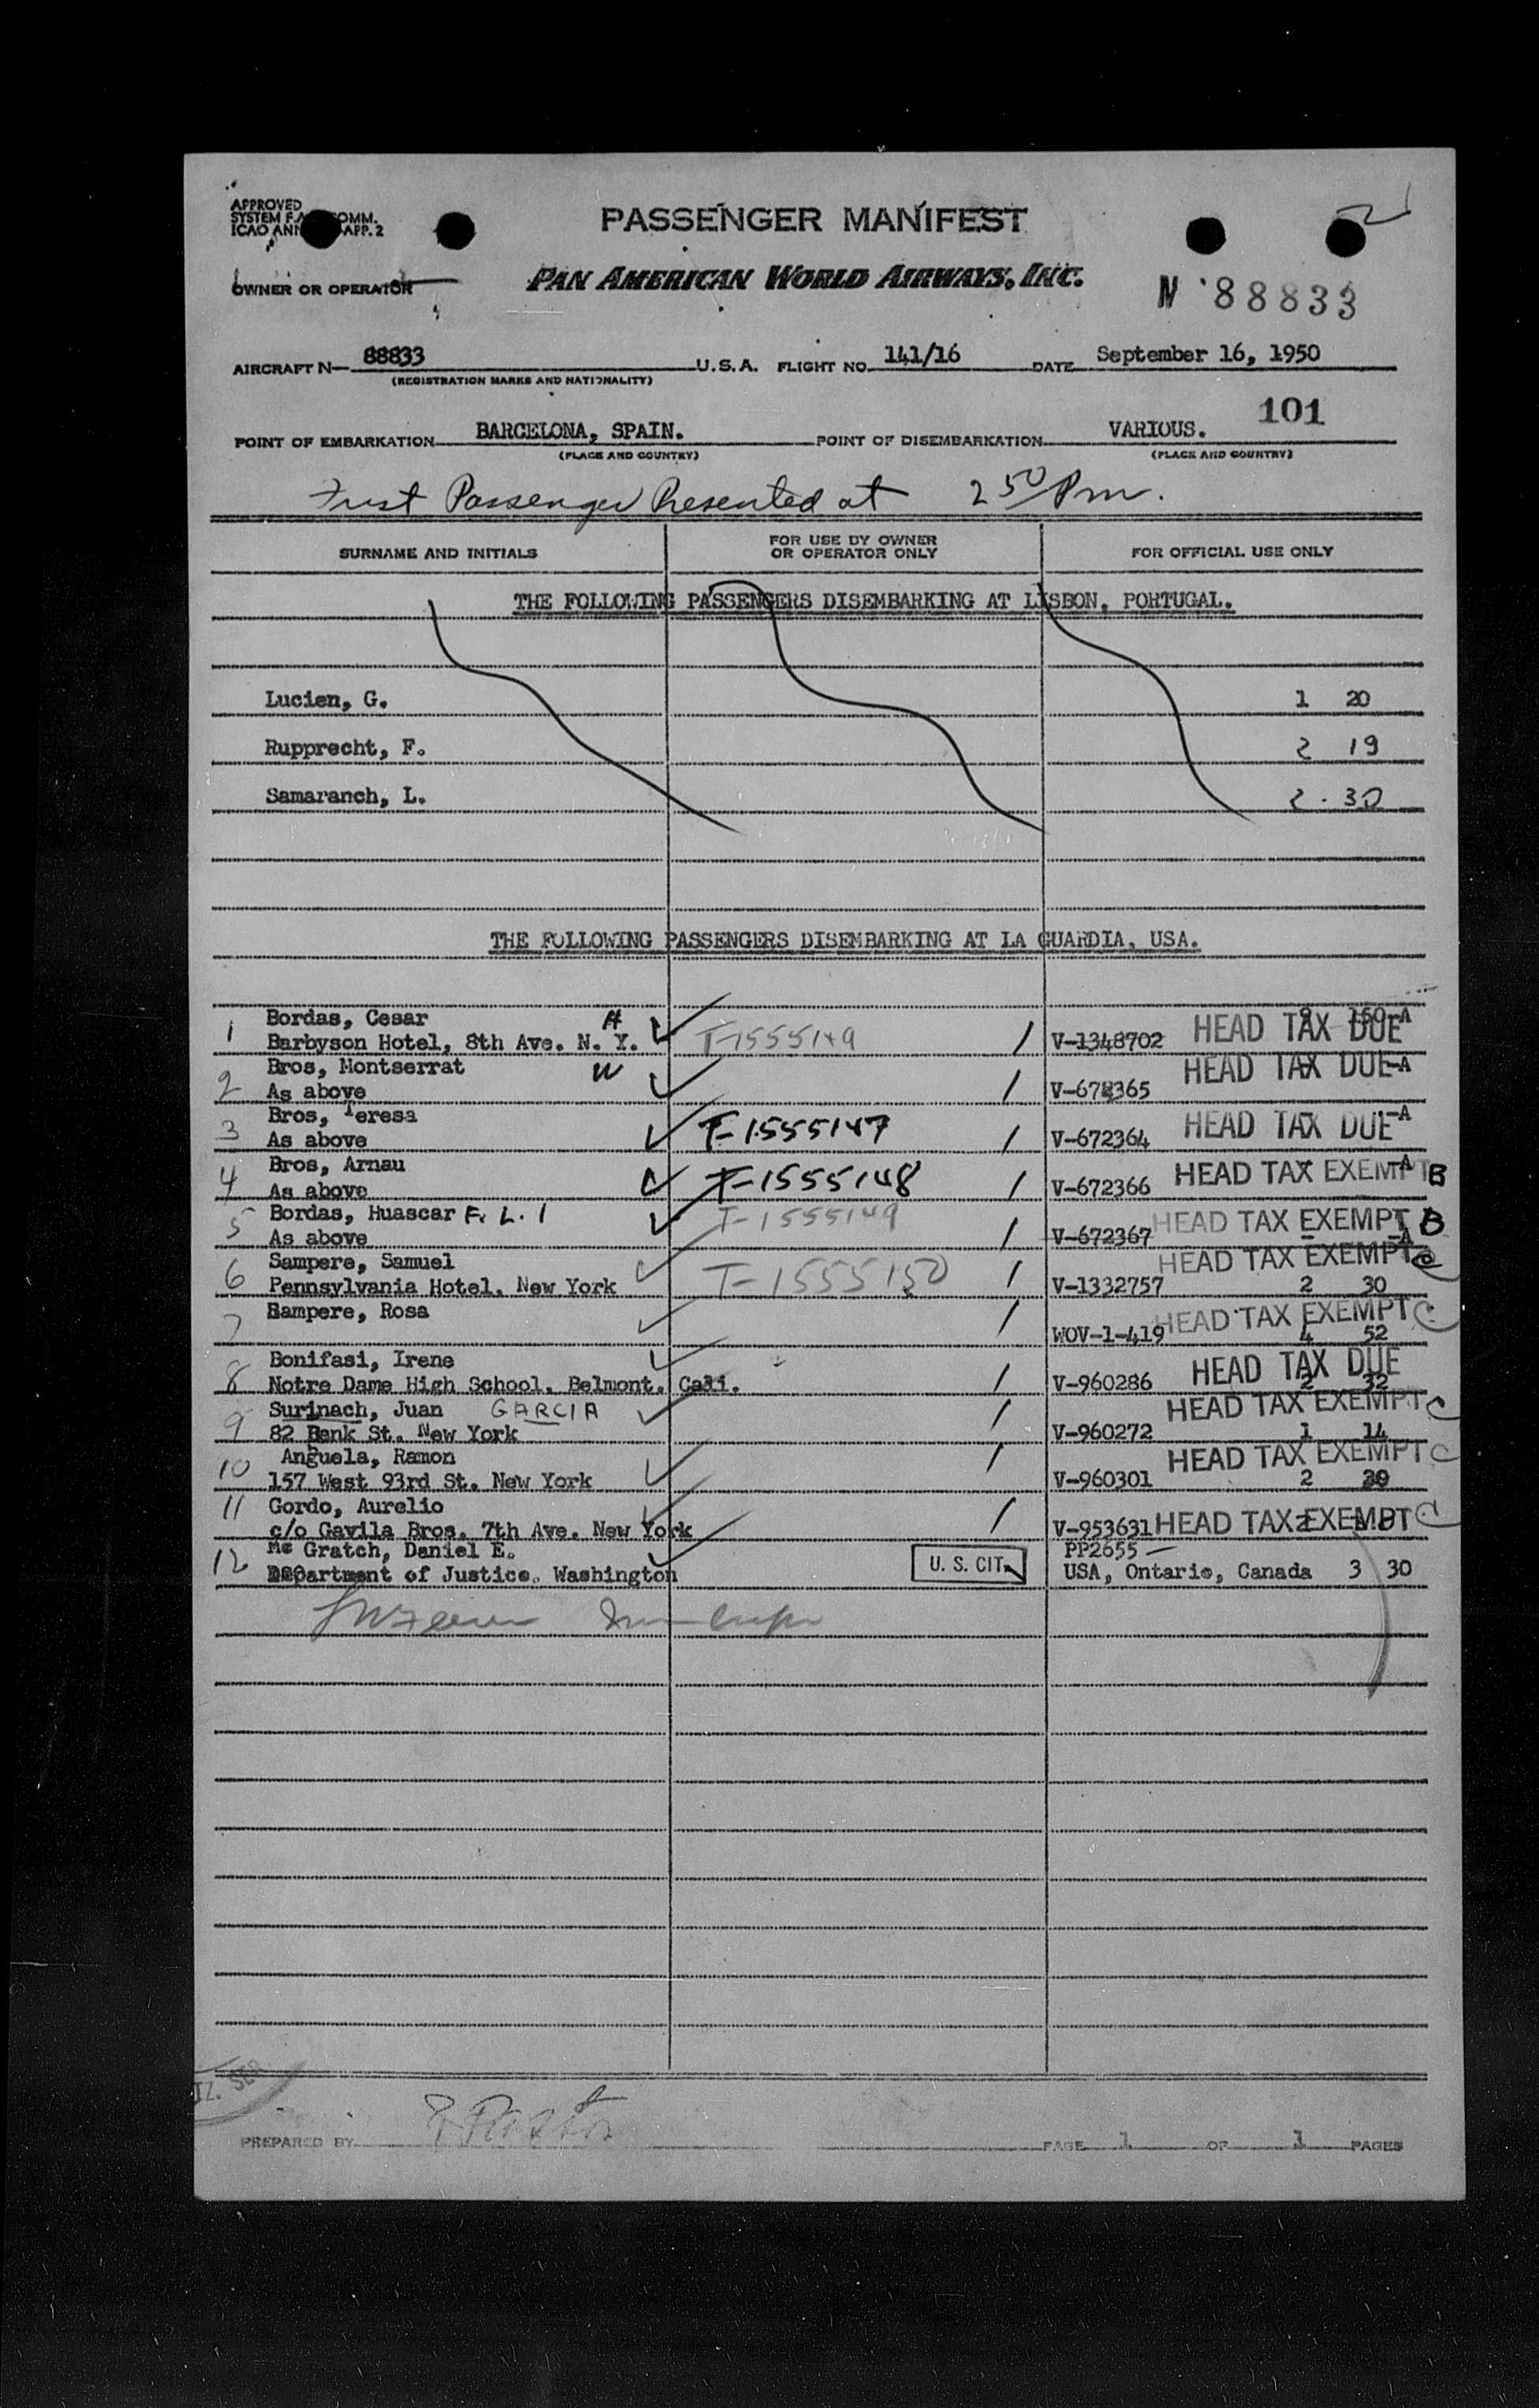 APPROVED
SYSTEM F.A. COMM.
ICAO ANN APP. 2
PASSENGER MANIFEST
OWNER OR OPERATOR
PAN AMERICAN WORLD AIRWAYS, INC.
N 88833
AIRCRAFT N— 88833 U.S.A. FLIGHT NO. 141/16 DATE September 16, 1950
(REGISTRATION MARKS AND NATIONALITY)
101
POINT OF EMBARKATION BARCELONA, SPAIN. POINT OF DISEMBARKATION VARIOUS.
(PLACE AND COUNTRY) (PLACE AND COUNTRY)
First Passenger Presented at 2 50 Pm.
SURNAME AND INITIALS FOR USE BY OWNER OR OPERATOR ONLY FOR OFFICIAL USE ONLY
THE FOLLOWING PASSENGERS DISEMBARKING AT LISBON, PORTUGAL.
Lucien, G. 1 20
Rupprecht, F. 2 19
Samaranch, L. 2 . 30
THE FOLLOWING PASSENGERS DISEMBARKING AT LA GUARDIA, USA.
1 Bordas, Cesar H
Barbyson Hotel, 8th Ave. N. Y. T-1555149 / V-1348702 HEAD TAX DUE A
2 Bros, Montserrat W
As above / V-672365 HEAD TAX DUE-A
3 Bros, Teresa
As above T-1555147 / V-672364 HEAD TAX DUE-A
4 Bros, Arnau
As above T-1555148 / V-672366 HEAD TAX EXEMPT B
5 Bordas, Huascar F. L. 1
As above T-1555149 / V-672367 HEAD TAX EXEMPT B
6 Sampere, Samuel
Pennsylvania Hotel, New York T-1555150 / V-1332757 HEAD TAX EXEMPT C 2 30
7 Sampere, Rosa
/ WOV-1-419 HEAD TAX EXEMPT C 4 52
8 Bonifasi, Irene
Notre Dame High School, Belmont, Cali. / V-960286 HEAD TAX DUE 2 32
9 Surinach, Juan GARCIA
82 Bank St. New York / V-960272 HEAD TAX EXEMPT C 1 14
10 Anguela, Ramon
157 West 93rd St. New York / V-960301 HEAD TAX EXEMPT C 2 20
11 Gordo, Aurelio
c/o Gavila Bros. 7th Ave. New York / V-953631 HEAD TAX EXEMPT C
12 Mc Gratch, Daniel E. PP2655 —
Department of Justice. Washington U. S. CIT. USA, Ontario, Canada 3 30
PREPARED BY PAGE 1 OF 1 PAGES